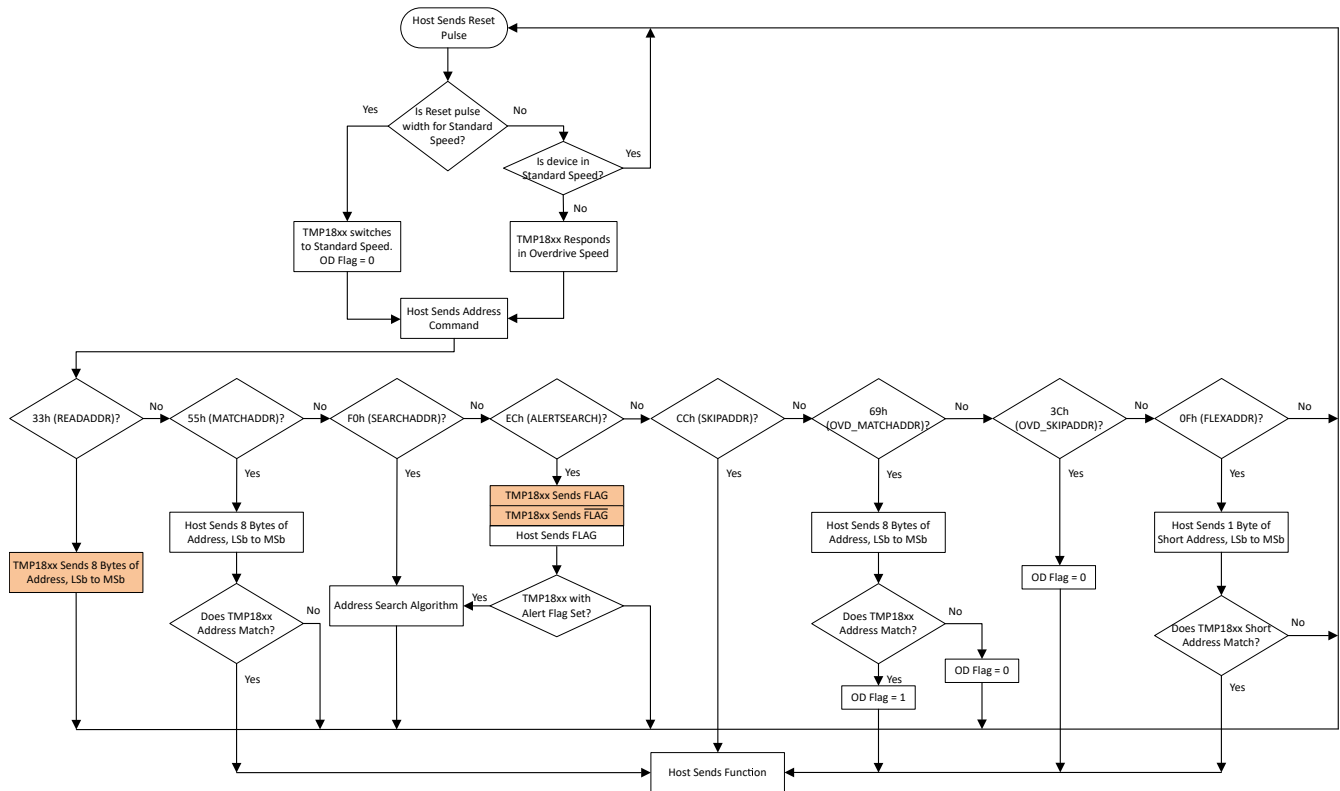 Host Sends Reset
Pulse
Yes
Is Reset pulse
width for Standard
Speed?
No
Is device in
Standard Speed?
Yes
No
TMP18xx switches
to Standard Speed.
OD Flag = 0
TMP18xx Responds
in Overdrive Speed
Host Sends Address
Command
33h (READADDR)?
No
55h (MATCHADDR)?
No
F0h (SEARCHADDR)?
No
ECh (ALERTSEARCH)?
No
CCh (SKIPADDR)?
No
69h
(OVD_MATCHADDR)?
No
3Ch
(OVD_SKIPADDR)?
No
0Fh (FLEXADDR)?
No
Yes
Yes
Yes
Yes
Yes
Yes
Yes
Yes
TMP18xx Sends 8 Bytes of
Address, LSb to MSb
Host Sends 8 Bytes of
Address, LSb to MSb
Does TMP18xx
Address Match?
No
Yes
Address Search Algorithm
TMP18xx Sends FLAG
TMP18xx Sends F̅L̅A̅G̅
Host Sends FLAG
TMP18xx with
Alert Flag Set?
Yes
No
Host Sends 8 Bytes of
Address, LSb to MSb
Does TMP18xx
Address Match?
No
Yes
OD Flag = 0
OD Flag = 1
OD Flag = 0
Host Sends 1 Byte of
Short Address, LSb to MSb
Does TMP18xx Short
Address Match?
No
Yes
Host Sends Function